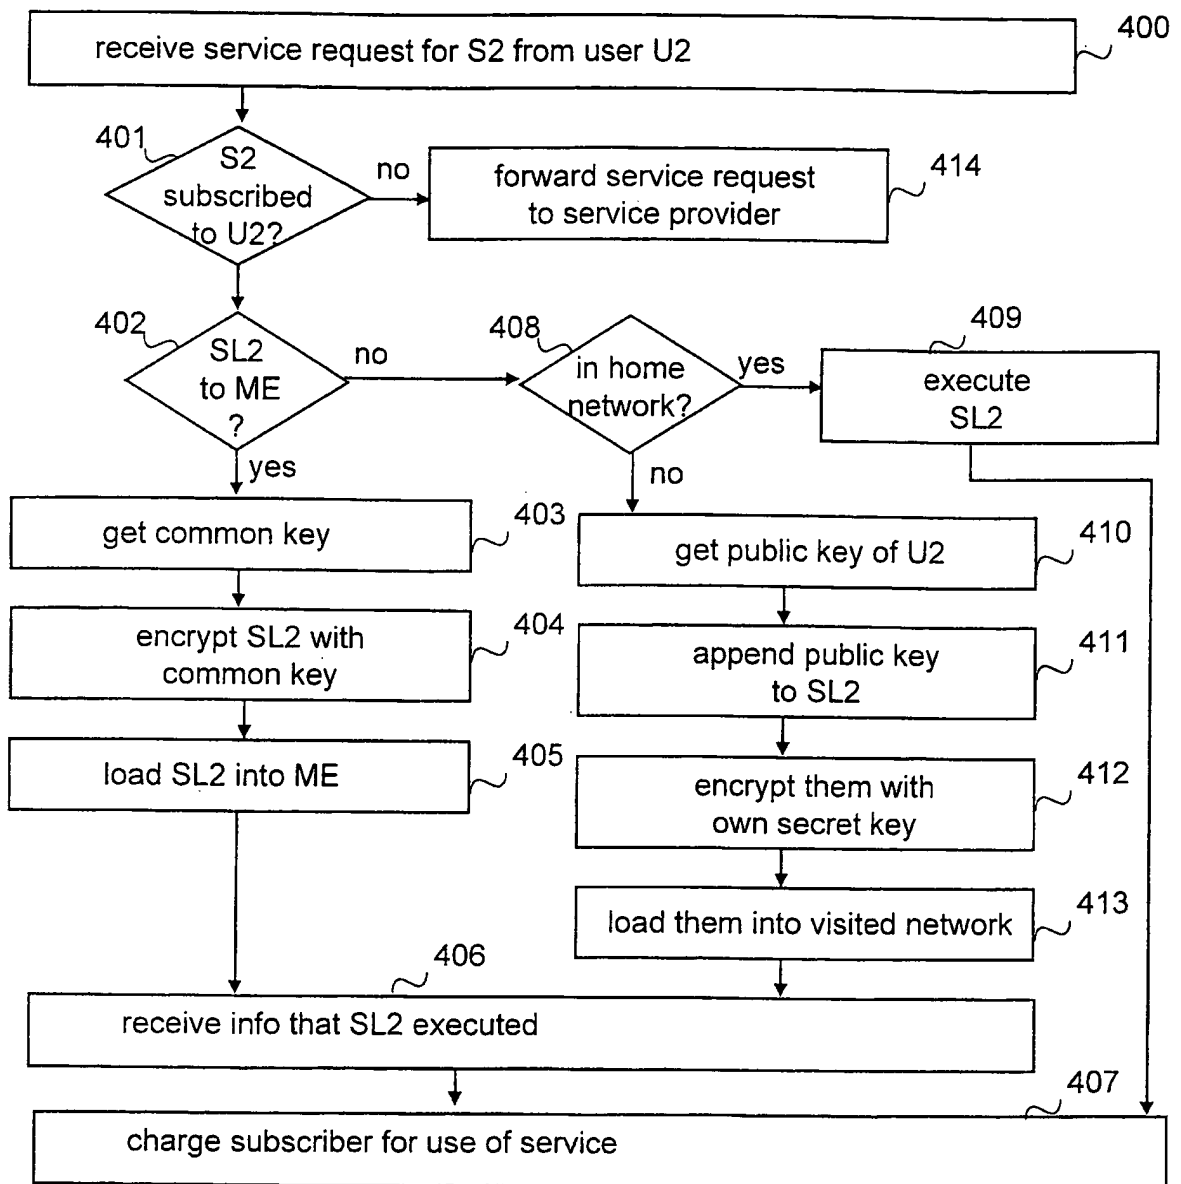 receive service request for S2 from user U2
400
401
S2
subscribed
to U2?
no
forward service request
to service provider
414
402
SL2
to ME
?
no
408
in home
network?
yes
409
execute
SL2
yes
no
get common key
403
get public key of U2
410
encrypt SL2 with
common key
404
append public key
to SL2
411
load SL2 into ME
405
encrypt them with
own secret key
412
load them into visited network
413
406
receive info that SL2 executed
407
charge subscriber for use of service